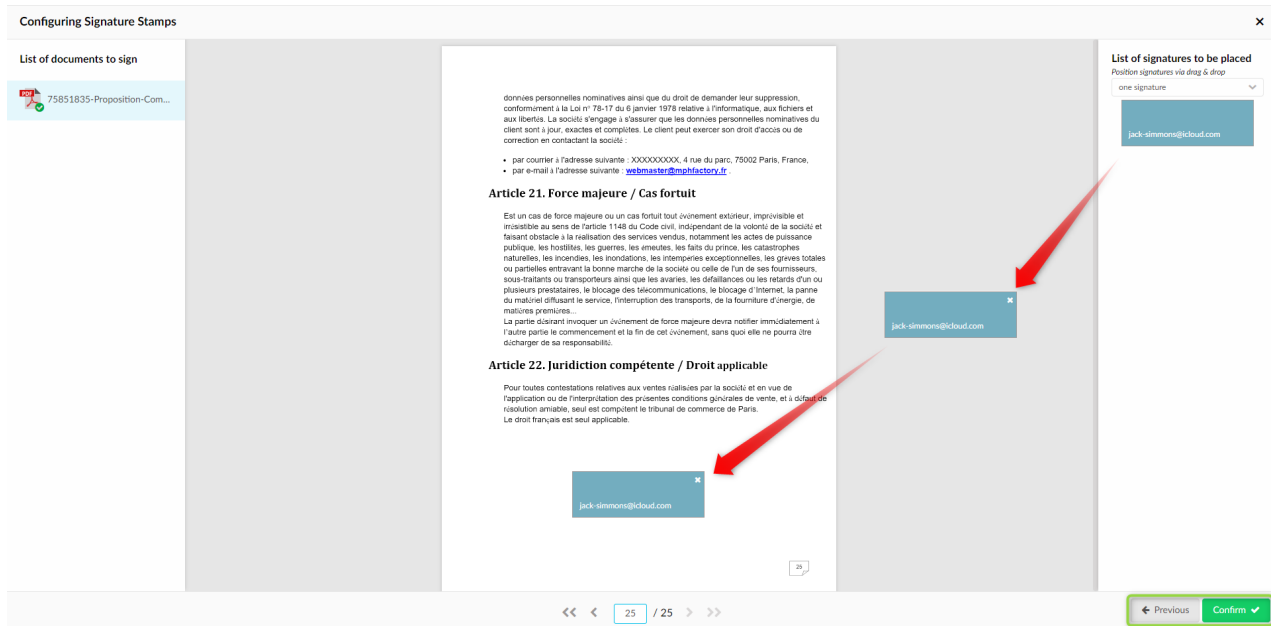 Configuring Signature Stamps
×
List of documents to sign
PDF
75851835-Proposition-Com...
données personnelles nominatives ainsi que du droit de demander leur suppression,
conformément à la Loi n° 78-17 du 6 janvier 1978 relative à l'informatique, aux fichiers et
aux libertés. La société s'engage à s'assurer que les données personnelles nominatives du
client sont à jour, exactes et complètes. Le client peut exercer son droit d'accès ou de
correction en contactant la société :
• par courrier à l'adresse suivante : XXXXXXXXX, 4 rue du parc, 75002 Paris, France,
• par e-mail à l'adresse suivante : webmaster@mphfactory.fr .
Article 21. Force majeure / Cas fortuit
Est un cas de force majeure ou un cas fortuit tout événement extérieur, imprévisible et
irrésistible au sens de l'article 1148 du Code civil, indépendant de la volonté de la société et
faisant obstacle à la réalisation des services vendus, notamment les actes de puissance
publique, les hostilités, les guerres, les émeutes, les faits du prince, les catastrophes
naturelles, les incendies, les inondations, les intempéries exceptionnelles, les grèves totales
ou partielles entravant la bonne marche de la société ou celle de l'un de ses fournisseurs,
sous-traitants ou transporteurs ainsi que les avaries, les défaillances ou les retards d'un ou
plusieurs prestataires, le blocage des télécommunications, le blocage d'Internet, la panne
du matériel diffusant le service, l'interruption des transports, de la fourniture d'énergie, de
matières premières...
La partie désirant invoquer un événement de force majeure devra notifier immédiatement à
l'autre partie le commencement et la fin de cet événement, sans quoi elle ne pourra être
décharger de sa responsabilité.
Article 22. Juridiction compétente / Droit applicable
Pour toutes contestations relatives aux ventes réalisées par la société et en vue de
l'application ou de l'interprétation des présentes conditions générales de vente, et à défaut de
résolution amiable, seul est compétent le tribunal de commerce de Paris.
Le droit français est seul applicable.
jack-simmons@icloud.com
25
jack-simmons@icloud.com
List of signatures to be placed
Position signatures via drag & drop
one signature
jack-simmons@icloud.com
25 / 25
Previous
Confirm